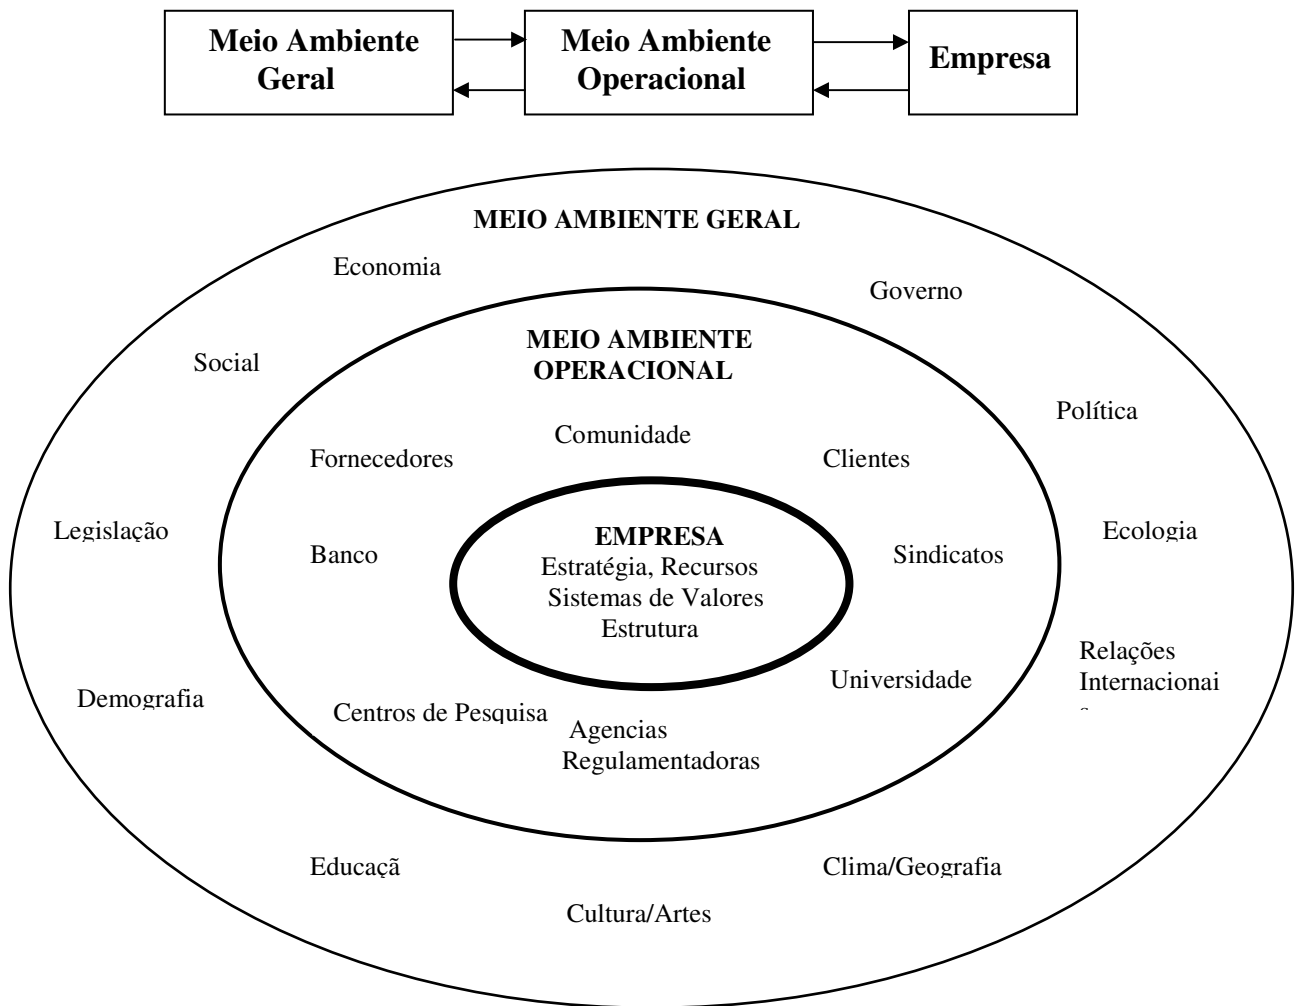 Meio Ambiente
Geral
Meio Ambiente
Operacional
Empresa
MEIO AMBIENTE GERAL
Economia
Governo
MEIO AMBIENTE
OPERACIONAL
Social
Política
Comunidade
Fornecedores
Clientes
Legislação
Ecologia
Banco
EMPRESA
Estratégia, Recursos
Sistemas de Valores
Estrutura
Sindicatos
Relações
Internacionai
s
Universidade
Demografia
Centros de Pesquisa
Agencias
Regulamentadoras
Educaçã
Clima/Geografia
Cultura/Artes